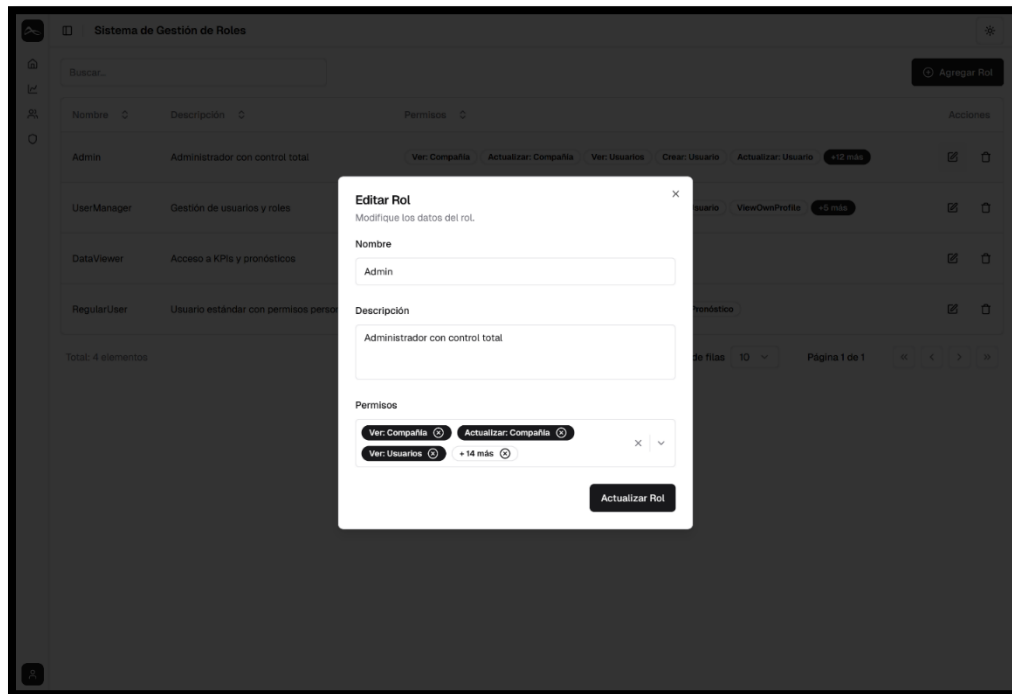 Sistema de Gestión de Roles
Buscar...
Agregar Rol
Nombre Descripción Permisos Acciones
Admin Administrador con control total Ver: Compañía Actualizar: Compañía Ver: Usuarios Crear: Usuario Actualizar: Usuario +12 más
UserManager Gestión de usuarios y roles Usuario ViewOwnProfile +5 más
DataViewer Acceso a KPIs y pronósticos
RegularUser Usuario estándar con permisos Pronóstico
Total: 4 elementos de filas 10 Página 1 de 1
Editar Rol
Modifique los datos del rol.
Nombre
Admin
Descripción
Administrador con control total
Permisos
Ver: Compañía Actualizar: Compañía
Ver: Usuarios + 14 más
Actualizar Rol